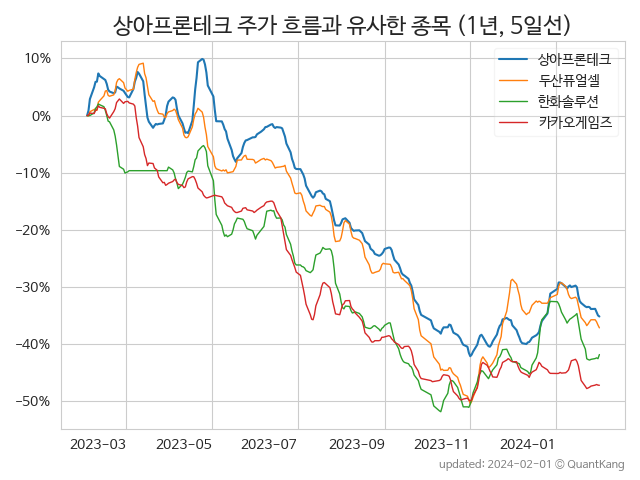 상아프론테크 주가 흐름과 유사한 종목 (1년, 5일선)
상아프론테크
두산퓨얼셀
한화솔루션
카카오게임즈
10%
0%
−10%
−20%
−30%
−40%
−50%
2023−03 2023−05 2023−07 2023−09 2023−11 2024−01
updated: 2024-02-01 © QuantKang